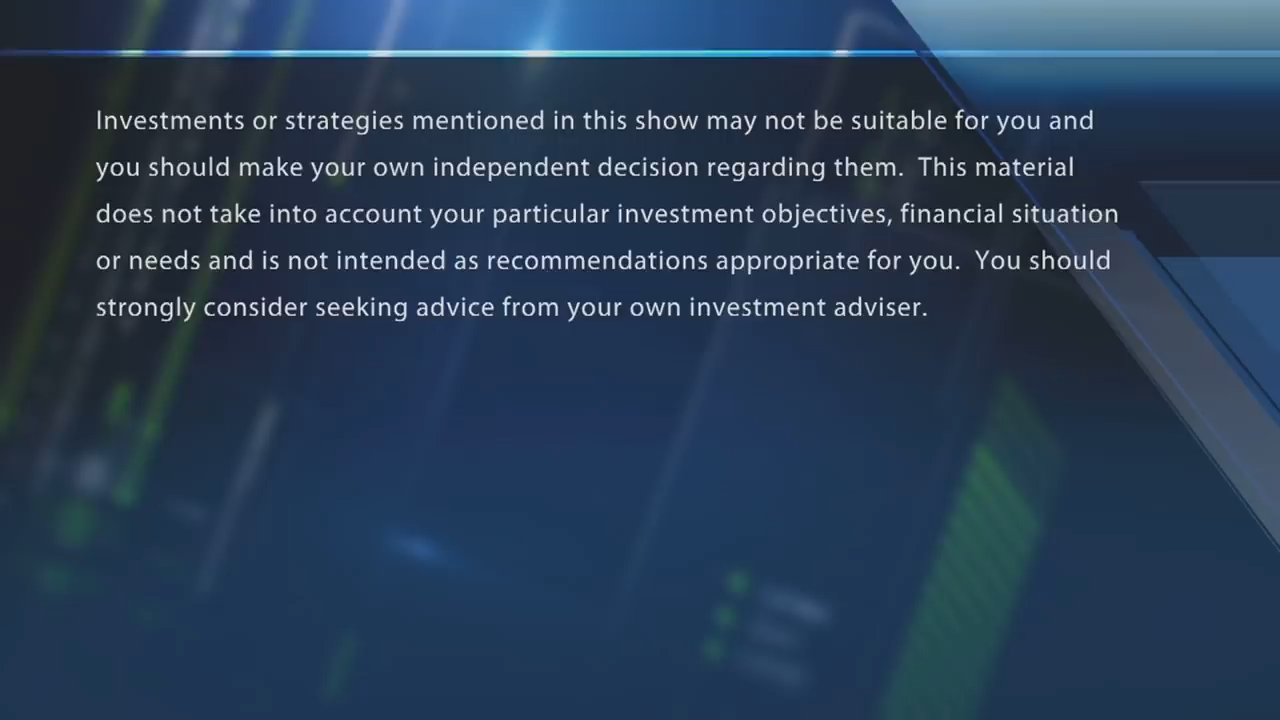 Investments or strategies mentioned in this show may not be suitable for you and
you should make your own independent decision regarding them.  This material
does not take into account your particular investment objectives, financial situation
or needs and is not intended as recommendations appropriate for you.  You should
strongly consider seeking advice from your own investment adviser.